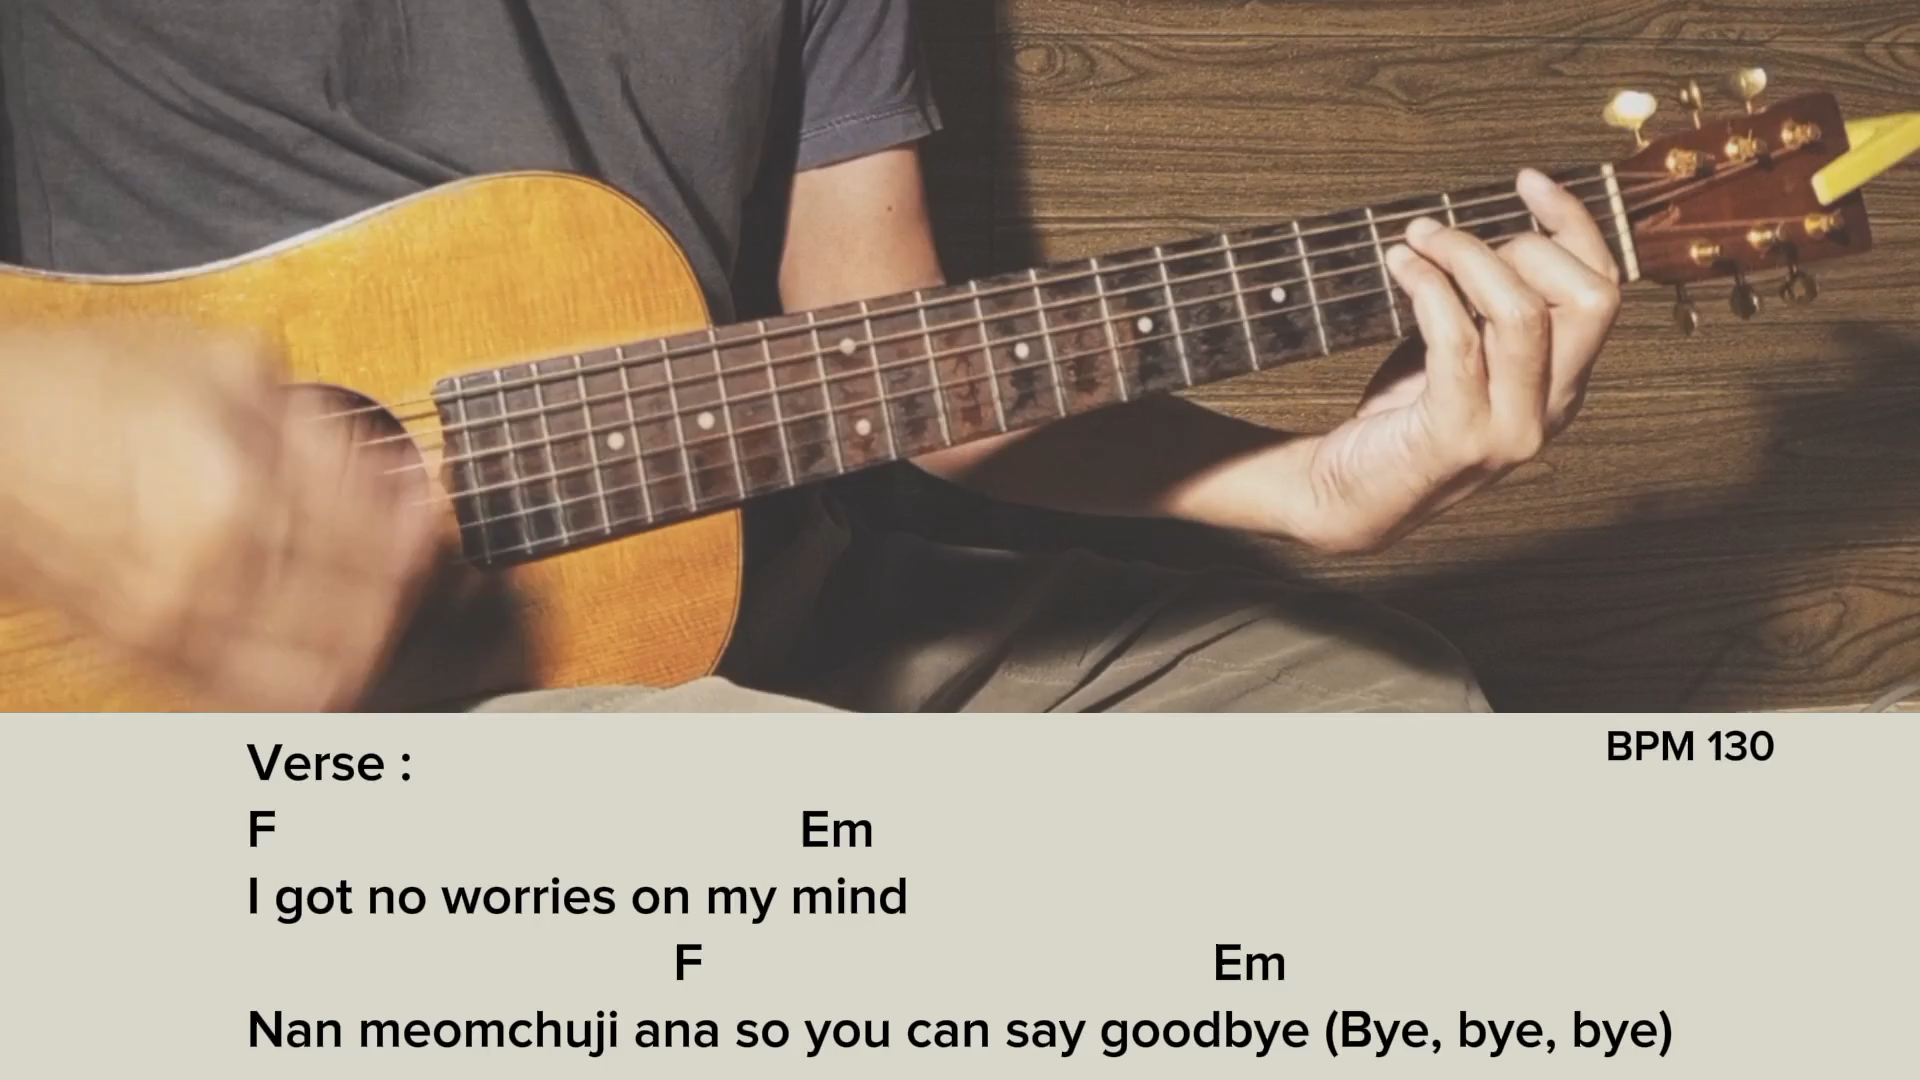 Verse :
BPM 130
F Em
I got no worries on my mind
F Em
Nan meomchuji ana so you can say goodbye (Bye, bye, bye)